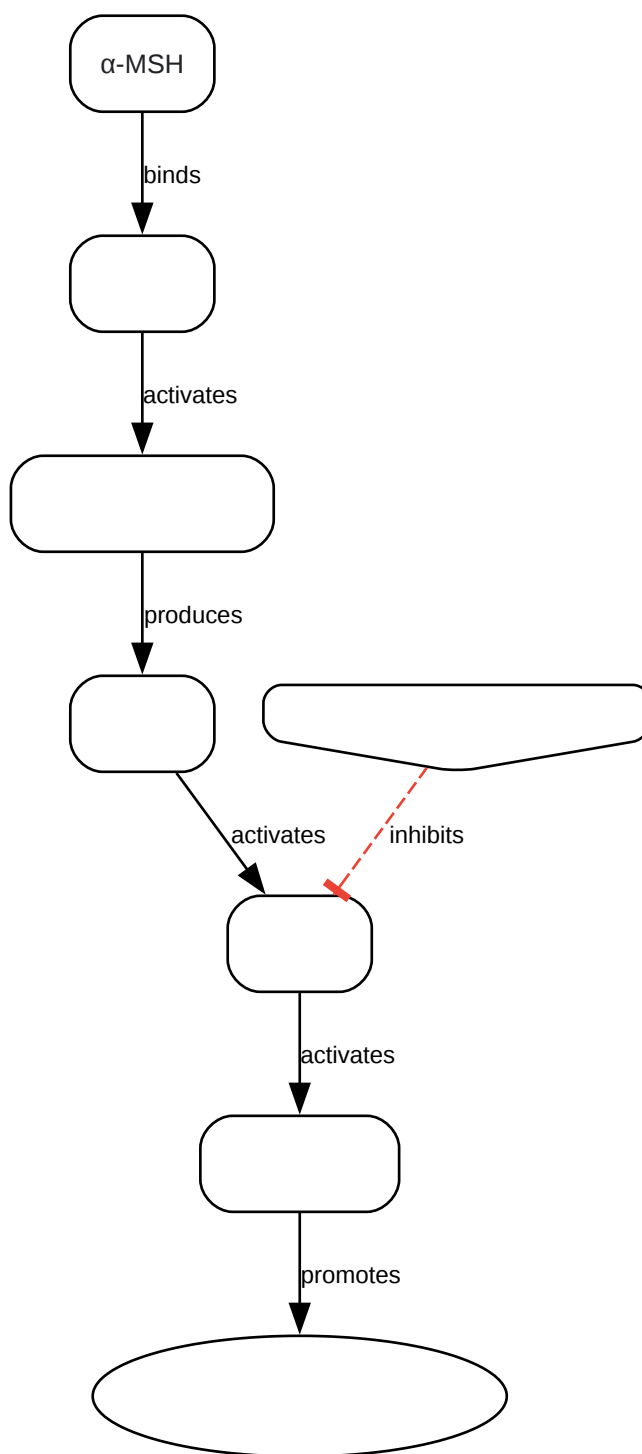 α-MSH
binds
activates
produces
activates
inhibits
activates
promotes